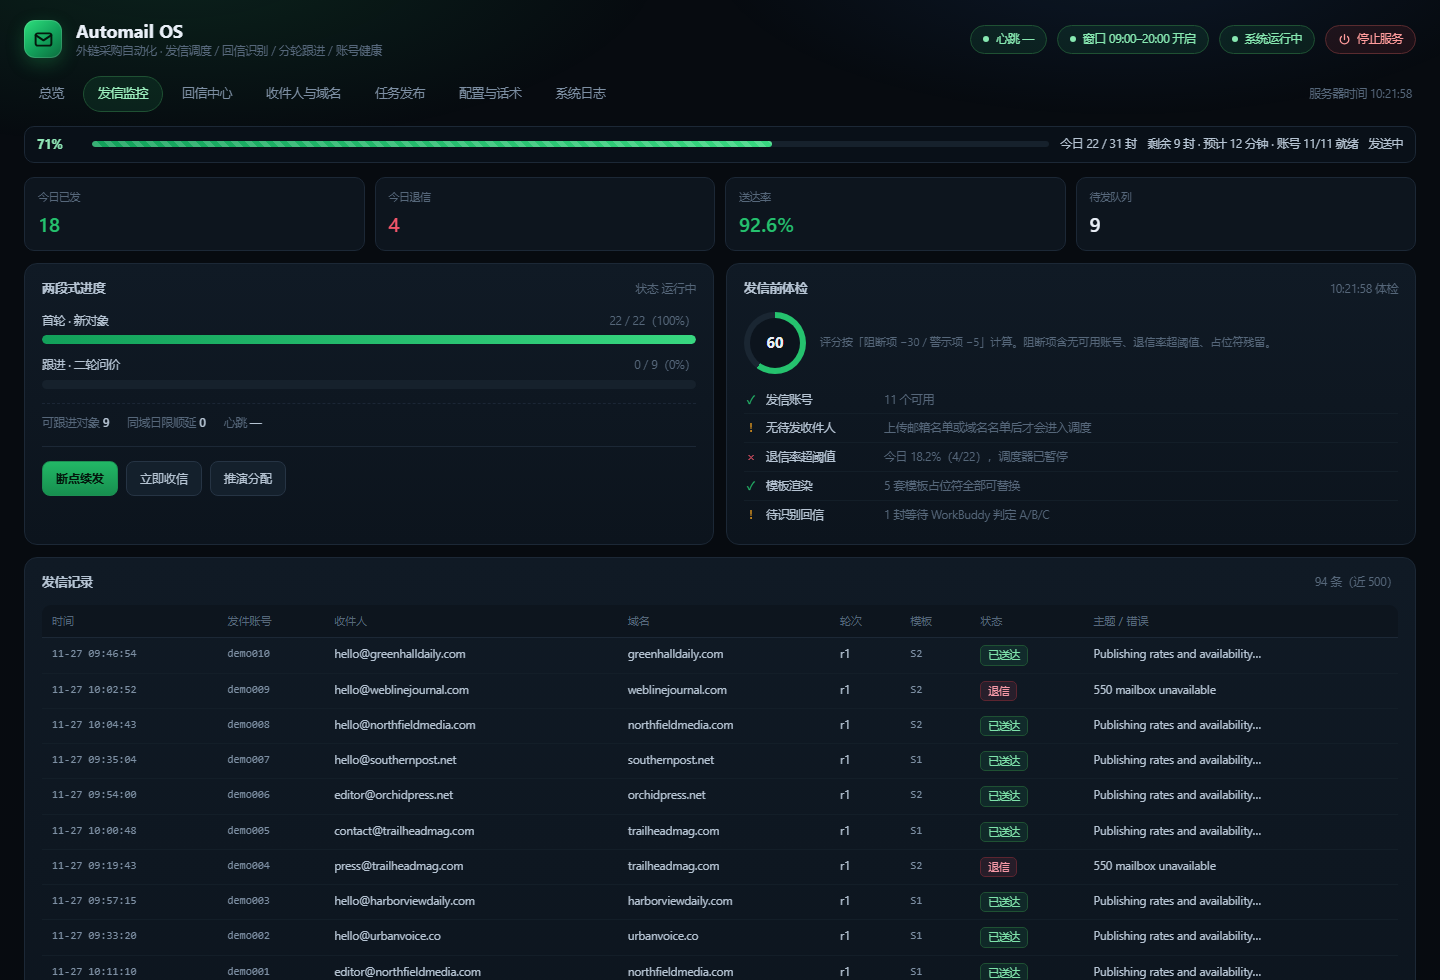 Automail OS
外链采购自动化 · 发信调度 / 回信识别 / 分轮跟进 / 账号健康
心跳 —
窗口 09:00–20:00 开启
系统运行中
停止服务
总览
发信监控
回信中心
收件人与域名
任务发布
配置与话术
系统日志
服务器时间 10:21:58
71%
今日 22 / 31 封
剩余 9 封 · 预计 12 分钟 · 账号 11/11 就绪
发送中
今日已发
18
今日退信
4
送达率
92.6%
待发队列
9
两段式进度
状态 运行中
首轮 · 新对象
22 / 22（100%）
跟进 · 二轮问价
0 / 9（0%）
可跟进对象 9
同域日限顺延 0
心跳 —
断点续发
立即收信
推演分配
发信前体检
10:21:58 体检
60
评分按「阻断项 −30 / 警示项 −5」计算。阻断项含无可用账号、退信率超阈值、占位符残留。
✓ 发信账号 11 个可用
! 无待发收件人 上传邮箱名单或域名名单后才会进入调度
× 退信率超阈值 今日 18.2%（4/22），调度器已暂停
✓ 模板渲染 5 套模板占位符全部可替换
! 待识别回信 1 封等待 WorkBuddy 判定 A/B/C
发信记录
94 条（近 500）
时间 发件账号 收件人 域名 轮次 模板 状态 主题 / 错误
11-27 09:46:54 demo010 hello@greenhalldaily.com greenhalldaily.com r1 S2 已送达 Publishing rates and availability...
11-27 10:02:52 demo009 hello@weblinejournal.com weblinejournal.com r1 S2 退信 550 mailbox unavailable
11-27 10:04:43 demo008 hello@northfieldmedia.com northfieldmedia.com r1 S2 已送达 Publishing rates and availability...
11-27 09:35:04 demo007 hello@southernpost.net southernpost.net r1 S1 已送达 Publishing rates and availability...
11-27 09:54:00 demo006 editor@orchidpress.net orchidpress.net r1 S2 已送达 Publishing rates and availability...
11-27 10:00:48 demo005 contact@trailheadmag.com trailheadmag.com r1 S1 已送达 Publishing rates and availability...
11-27 09:19:43 demo004 press@trailheadmag.com trailheadmag.com r1 S2 退信 550 mailbox unavailable
11-27 09:57:15 demo003 hello@harborviewdaily.com harborviewdaily.com r1 S1 已送达 Publishing rates and availability...
11-27 09:33:20 demo002 hello@urbanvoice.co urbanvoice.co r1 S1 已送达 Publishing rates and availability...
11-27 10:11:10 demo001 editor@northfieldmedia.com northfieldmedia.com r1 S1 已送达 Publishing rates and availability...